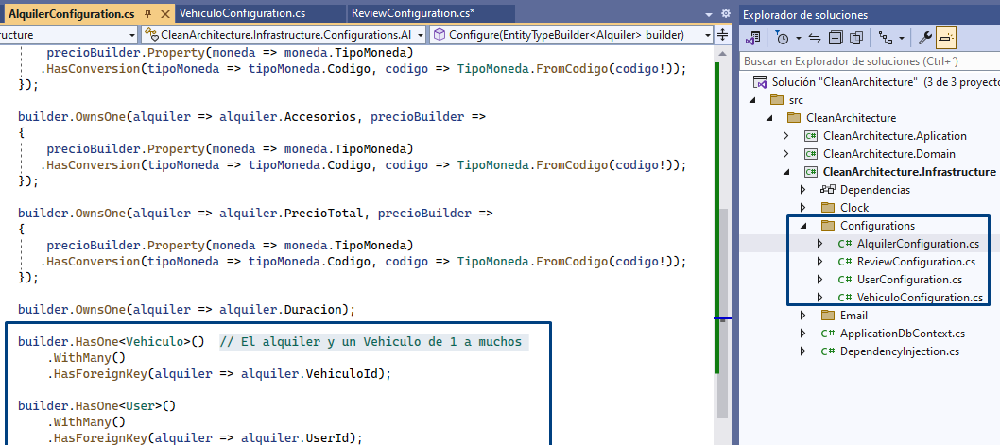 AlquilerConfiguration.cs VehiculoConfiguration.cs ReviewConfiguration.cs*
ructure CleanArchitecture.Infrastructure.Configurations.Al Configure(EntityTypeBuilder<Alquiler> builder)
precioBuilder.Property(moneda => moneda.TipoMoneda)
.HasConversion(tipoMoneda => tipoMoneda.Codigo, codigo => TipoMoneda.FromCodigo(codigo!));
});
builder.OwnsOne(alquiler => alquiler.Accesorios, precioBuilder =>
{
precioBuilder.Property(moneda => moneda.TipoMoneda)
.HasConversion(tipoMoneda => tipoMoneda.Codigo, codigo => TipoMoneda.FromCodigo(codigo!));
});
builder.OwnsOne(alquiler => alquiler.PrecioTotal, precioBuilder =>
{
precioBuilder.Property(moneda => moneda.TipoMoneda)
.HasConversion(tipoMoneda => tipoMoneda.Codigo, codigo => TipoMoneda.FromCodigo(codigo!));
});
builder.OwnsOne(alquiler => alquiler.Duracion);
builder.HasOne<Vehiculo>() // El alquiler y un Vehiculo de 1 a muchos
.WithMany()
.HasForeignKey(alquiler => alquiler.VehiculoId);
builder.HasOne<User>()
.WithMany()
.HasForeignKey(alquiler => alquiler.UserId);
Explorador de soluciones
Buscar en Explorador de soluciones (Ctrl+´)
Solución "CleanArchitecture" (3 de 3 proyecto
src
CleanArchitecture
C# CleanArchitecture.Aplication
C# CleanArchitecture.Domain
C# CleanArchitecture.Infrastructure
Dependencias
Clock
Configurations
C# AlquilerConfiguration.cs
C# ReviewConfiguration.cs
C# UserConfiguration.cs
C# VehiculoConfiguration.cs
Email
C# ApplicationDbContext.cs
C# DependencyInjection.cs